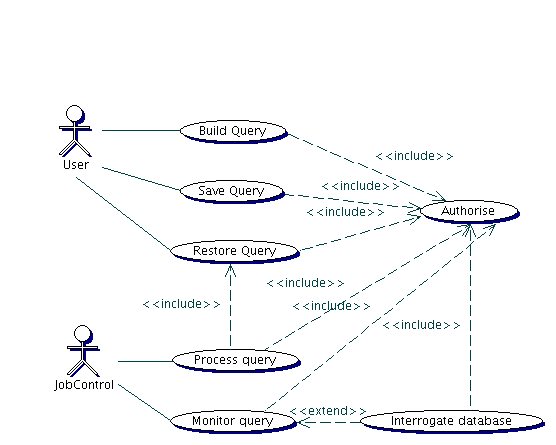 Build Query
<<include>>
User
Save Query
<<include>>
Authorise
<<include>>
Restore Query
<<include>>
<<include>>
<<include>>
<<include>>
Process query
JobControl
<<extend>>
Monitor query
Interrogate database